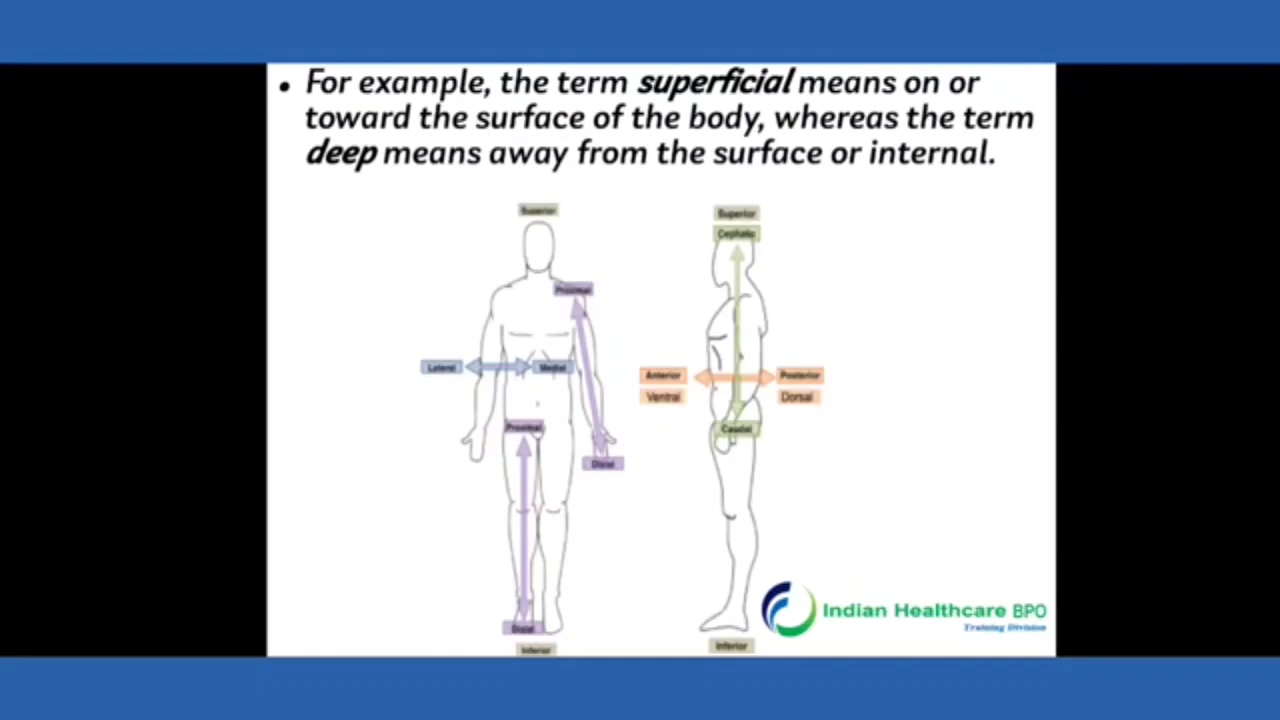 • For example, the term superficial means on or
toward the surface of the body, whereas the term
deep means away from the surface or internal.
Superior
Proximal
Lateral
Medial
Proximal
Distal
Distal
Inferior
Superior
Cephalic
Anterior
Posterior
Ventral
Dorsal
Caudal
Inferior
Indian Healthcare BPO
Training Division